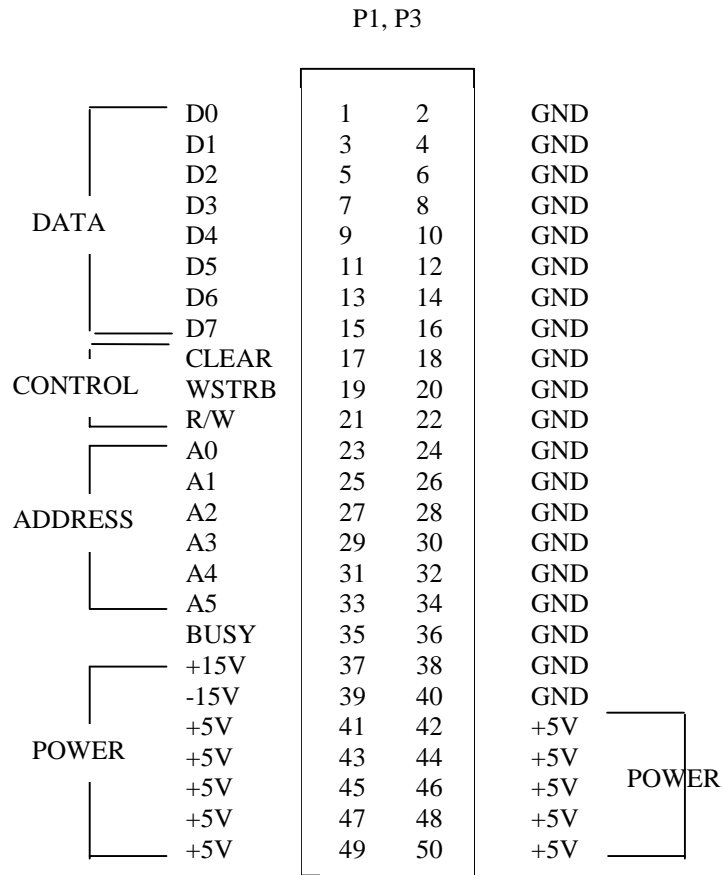 P1, P3
D0 1 2 GND
D1 3 4 GND
D2 5 6 GND
D3 7 8 GND
DATA
D4 9 10 GND
D5 11 12 GND
D6 13 14 GND
D7 15 16 GND
CLEAR 17 18 GND
CONTROL WSTRB 19 20 GND
R/W 21 22 GND
A0 23 24 GND
A1 25 26 GND
ADDRESS A2 27 28 GND
A3 29 30 GND
A4 31 32 GND
A5 33 34 GND
BUSY 35 36 GND
+15V 37 38 GND
-15V 39 40 GND
+5V 41 42 +5V
POWER +5V 43 44 +5V
+5V 45 46 +5V POWER
+5V 47 48 +5V
+5V 49 50 +5V